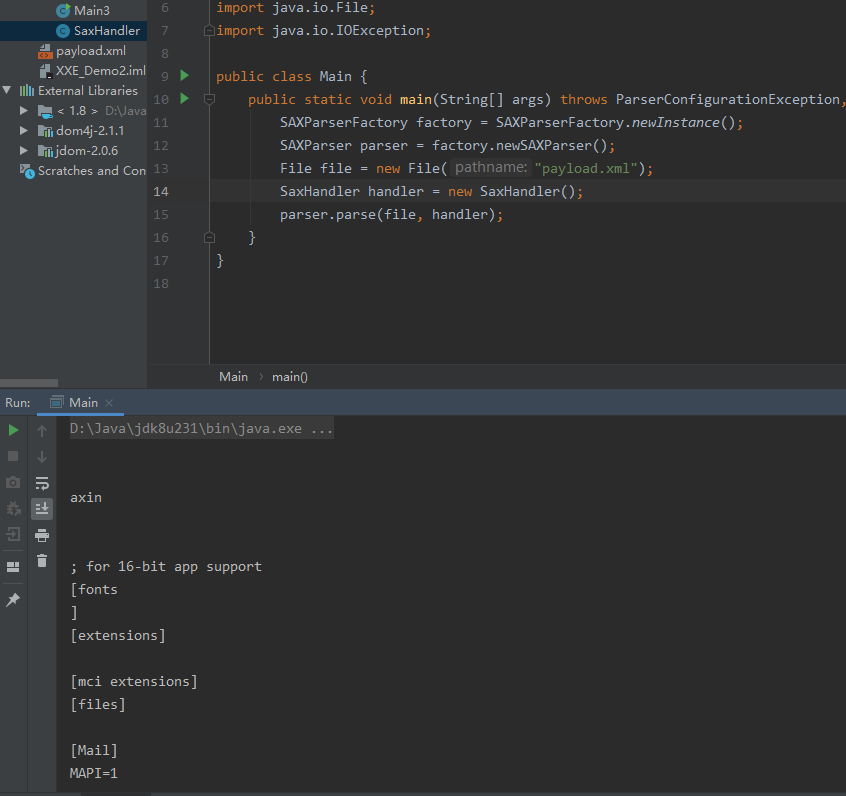 Main3
SaxHandler
payload.xml
XXE_Demo2.iml
External Libraries
< 1.8 > D:\Java
dom4j-2.1.1
jdom-2.0.6
Scratches and Con
6 import java.io.File;
7 import java.io.IOException;
8
9 public class Main {
10 public static void main(String[] args) throws ParserConfigurationException,
11 SAXParserFactory factory = SAXParserFactory.newInstance();
12 SAXParser parser = factory.newSAXParser();
13 File file = new File( pathname: "payload.xml");
14 SaxHandler handler = new SaxHandler();
15 parser.parse(file, handler);
16 }
17 }
18
Main › main()
Run: Main ×
D:\Java\jdk8u231\bin\java.exe ...
axin
; for 16-bit app support
[fonts
]
[extensions]
[mci extensions]
[files]
[Mail]
MAPI=1